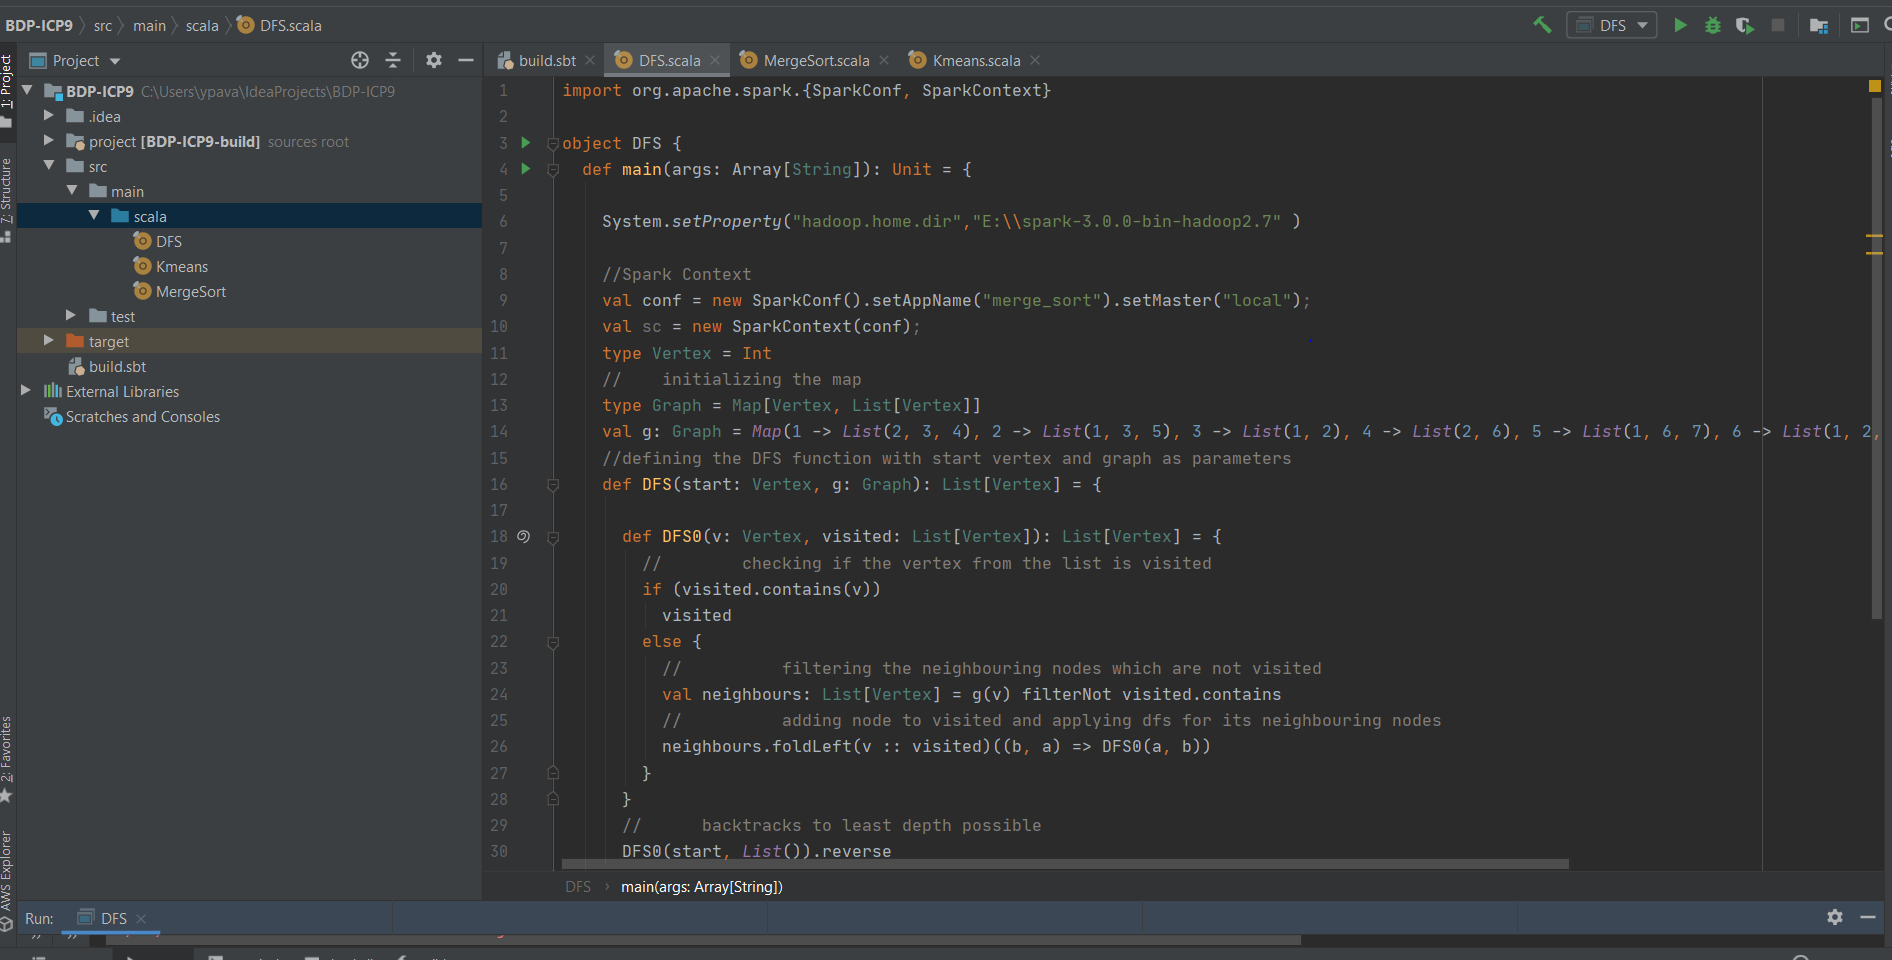 BDP-ICP9 src main scala DFS.scala
DFS
Project
build.sbt DFS.scala MergeSort.scala Kmeans.scala
1: Project
7: Structure
2: Favorites
AWS Explorer
BDP-ICP9 C:\Users\ypava\IdeaProjects\BDP-ICP9
.idea
project [BDP-ICP9-build] sources root
src
main
scala
DFS
Kmeans
MergeSort
test
target
build.sbt
External Libraries
Scratches and Consoles
1 import org.apache.spark.{SparkConf, SparkContext}
2
3 object DFS {
4 def main(args: Array[String]): Unit = {
5
6 System.setProperty("hadoop.home.dir","E:\\spark-3.0.0-bin-hadoop2.7" )
7
8 //Spark Context
9 val conf = new SparkConf().setAppName("merge_sort").setMaster("local");
10 val sc = new SparkContext(conf);
11 type Vertex = Int
12 // initializing the map
13 type Graph = Map[Vertex, List[Vertex]]
14 val g: Graph = Map(1 -> List(2, 3, 4), 2 -> List(1, 3, 5), 3 -> List(1, 2), 4 -> List(2, 6), 5 -> List(1, 6, 7), 6 -> List(1, 2,
15 //defining the DFS function with start vertex and graph as parameters
16 def DFS(start: Vertex, g: Graph): List[Vertex] = {
17
18 def DFS0(v: Vertex, visited: List[Vertex]): List[Vertex] = {
19 // checking if the vertex from the list is visited
20 if (visited.contains(v))
21 visited
22 else {
23 // filtering the neighbouring nodes which are not visited
24 val neighbours: List[Vertex] = g(v) filterNot visited.contains
25 // adding node to visited and applying dfs for its neighbouring nodes
26 neighbours.foldLeft(v :: visited)((b, a) => DFS0(a, b))
27 }
28 }
29 // backtracks to least depth possible
30 DFS0(start, List()).reverse
DFS › main(args: Array[String])
Run: DFS